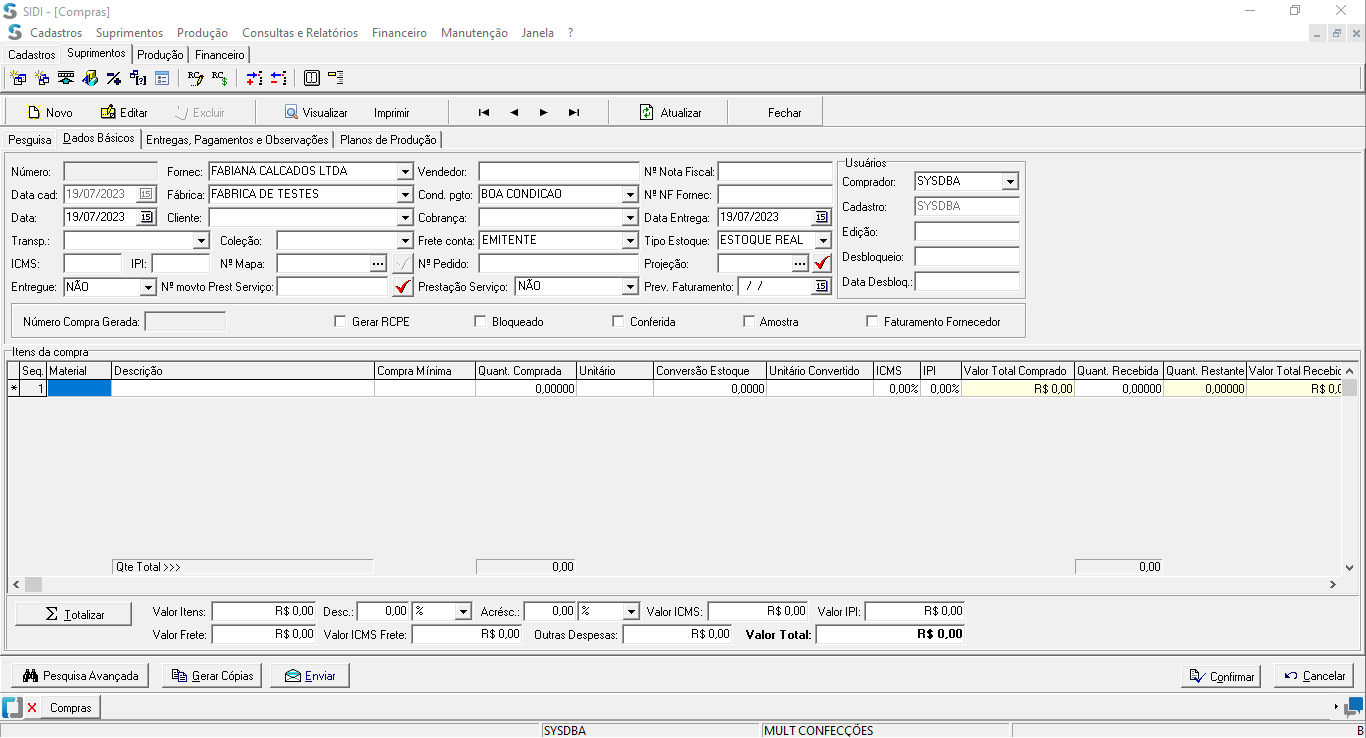 SIDI - [Compras]
Cadastros Suprimentos Produção Consultas e Relatórios Financeiro Manutenção Janela ?
Cadastros Suprimentos Produção Financeiro
Novo Editar Excluir Visualizar Imprimir Atualizar Fechar
Pesquisa Dados Básicos Entregas, Pagamentos e Observações Planos de Produção
Usuários
Número: Fornec: FABIANA CALCADOS LTDA Vendedor: Nº Nota Fiscal: Comprador: SYSDBA
Data cad: 19/07/2023 15 Fábrica: FABRICA DE TESTES Cond. pgto: BOA CONDICAO Nº NF Fornec: Cadastro: SYSDBA
Data: 19/07/2023 15 Cliente: Cobrança: Data Entrega: 19/07/2023 15 Edição:
Transp.: Coleção: Frete conta: EMITENTE Tipo Estoque: ESTOQUE REAL
ICMS: IPI: Nº Mapa: ... Nº Pedido: Projeção: ... Desbloqueio:
Entregue: NÃO Nº movto Prest Serviço: Prestação Serviço: NÃO Prev. Faturamento: / / 15 Data Desbloq.:
Número Compra Gerada: Gerar RCPE Bloqueado Conferida Amostra Faturamento Fornecedor
Itens da compra
Seq. Material Descrição Compra Mínima Quant. Comprada Unitário Conversão Estoque Unitário Convertido ICMS IPI Valor Total Comprado Quant. Recebida Quant. Restante Valor Total Recebid
* 1 0,00000 0,0000 0,00% 0,00% R$ 0,00 0,00000 0,00000 R$ 0,0
Qte Total >>> 0,00 0,00
Σ Totalizar Valor Itens: R$ 0,00 Desc.: 0,00 % Acrésc.: 0,00 % Valor ICMS: R$ 0,00 Valor IPI: R$ 0,00
Valor Frete: R$ 0,00 Valor ICMS Frete: R$ 0,00 Outras Despesas: R$ 0,00 Valor Total: R$ 0,00
Pesquisa Avançada Gerar Cópias Enviar Confirmar Cancelar
Compras
SYSDBA MULT CONFECÇÕES B